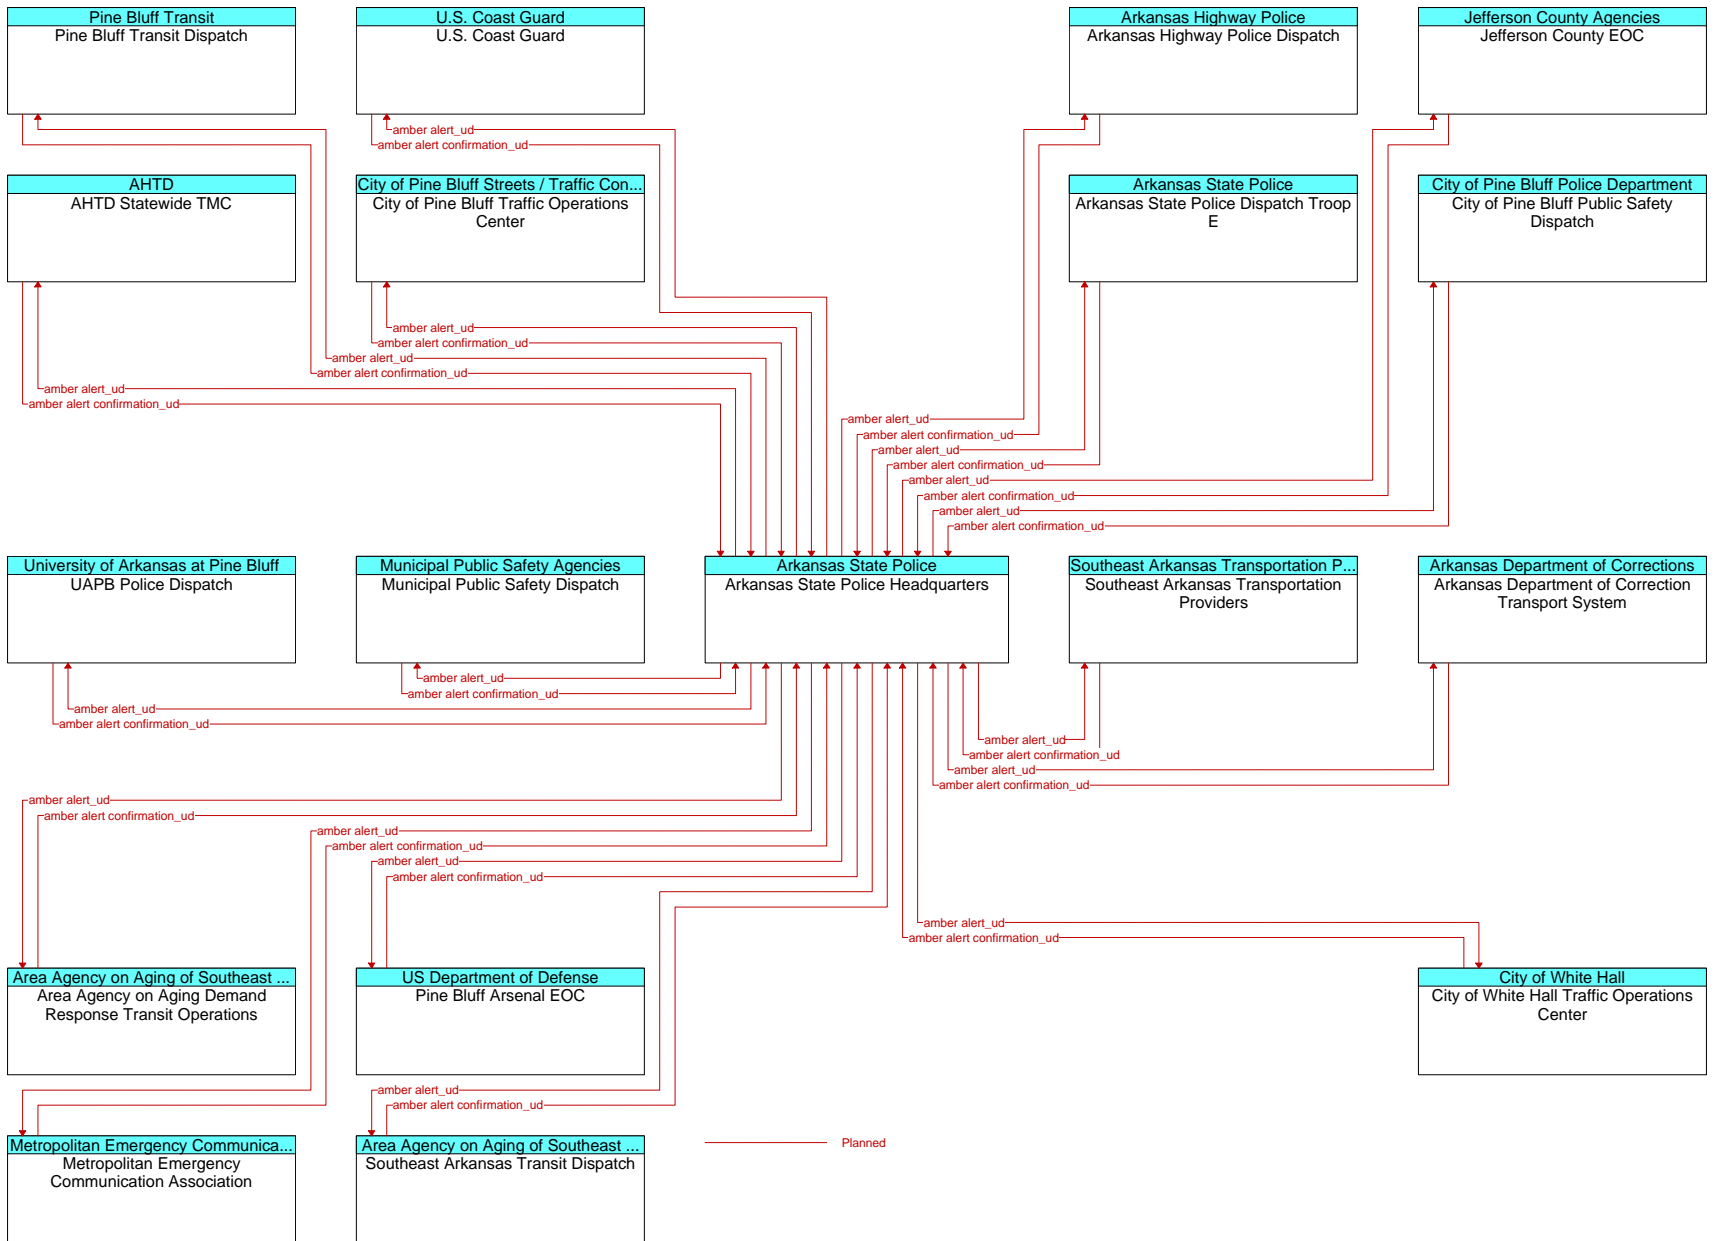 Pine Bluff Transit
Pine Bluff Transit Dispatch
U.S. Coast Guard
U.S. Coast Guard
Arkansas Highway Police
Arkansas Highway Police Dispatch
Jefferson County Agencies
Jefferson County EOC
amber alert_ud
amber alert confirmation_ud
AHTD
AHTD Statewide TMC
City of Pine Bluff Streets / Traffic Con...
City of Pine Bluff Traffic Operations
Center
Arkansas State Police
Arkansas State Police Dispatch Troop
E
City of Pine Bluff Police Department
City of Pine Bluff Public Safety
Dispatch
amber alert_ud
amber alert confirmation_ud
amber alert_ud
amber alert confirmation_ud
amber alert_ud
amber alert confirmation_ud
amber alert_ud
amber alert confirmation_ud
amber alert_ud
amber alert confirmation_ud
amber alert_ud
amber alert confirmation_ud
amber alert_ud
amber alert confirmation_ud
University of Arkansas at Pine Bluff
UAPB Police Dispatch
Municipal Public Safety Agencies
Municipal Public Safety Dispatch
Arkansas State Police
Arkansas State Police Headquarters
Southeast Arkansas Transportation P...
Southeast Arkansas Transportation
Providers
Arkansas Department of Corrections
Arkansas Department of Correction
Transport System
amber alert_ud
amber alert confirmation_ud
amber alert_ud
amber alert confirmation_ud
amber alert_ud
amber alert confirmation_ud
amber alert_ud
amber alert confirmation_ud
amber alert_ud
amber alert confirmation_ud
amber alert_ud
amber alert confirmation_ud
amber alert_ud
amber alert confirmation_ud
amber alert_ud
amber alert confirmation_ud
Area Agency on Aging of Southeast ...
Area Agency on Aging Demand
Response Transit Operations
US Department of Defense
Pine Bluff Arsenal EOC
City of White Hall
City of White Hall Traffic Operations
Center
amber alert_ud
amber alert confirmation_ud
Metropolitan Emergency Communica...
Metropolitan Emergency
Communication Association
Area Agency on Aging of Southeast ...
Southeast Arkansas Transit Dispatch
Planned